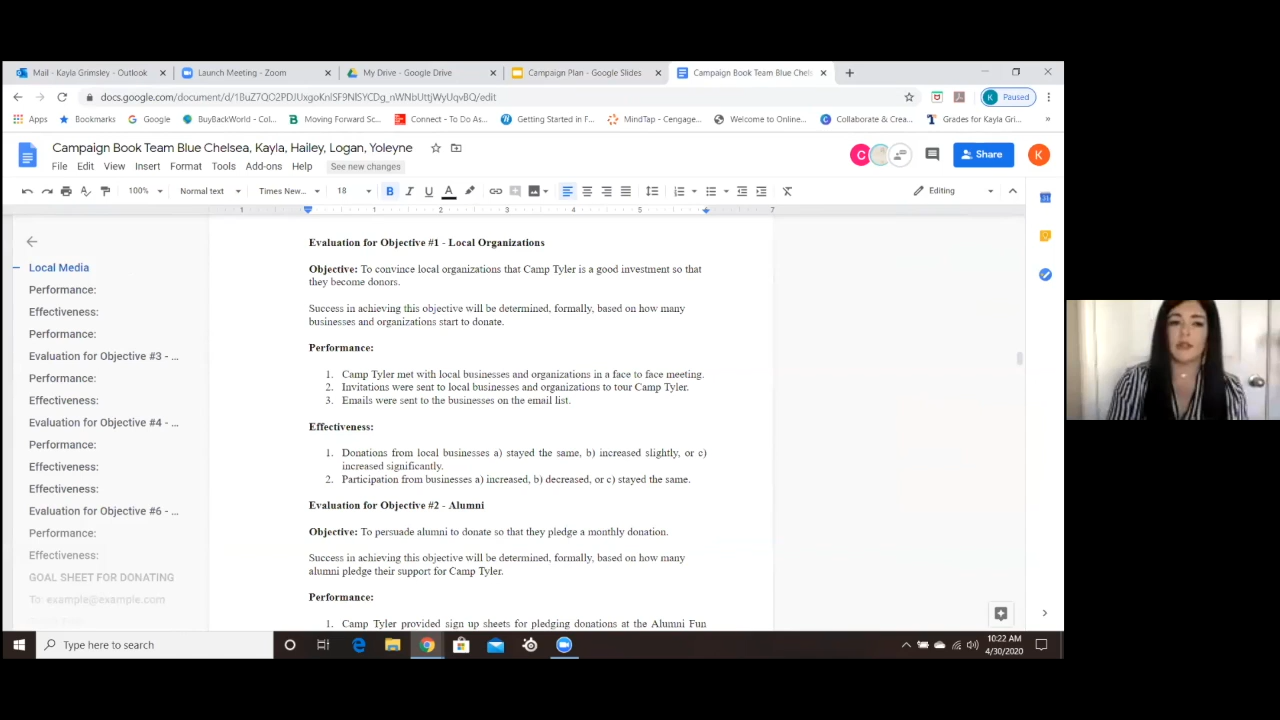 Mail - Kayla Grimsley - Outlook
Launch Meeting - Zoom
My Drive - Google Drive
Campaign Plan - Google Slides
Campaign Book Team Blue Chels
Paused
Apps
Bookmarks
Google
BuyBackWorld - Col...
Moving Forward Sc...
Connect - To Do As...
Getting Started in F...
MindTap - Cengage...
Welcome to Online...
Collaborate & Crea...
Grades for Kayla Gri...
Campaign Book Team Blue Chelsea, Kayla, Hailey, Logan, Yoleyne
File Edit View Insert Format Tools Add-ons Help See new changes
C
Share
K
100% Normal text Times New... 18 B I U A Editing
1 1 2 3 4 5 7
Local Media
Performance:
Effectiveness:
Performance:
Evaluation for Objective #3 - ...
Performance:
Effectiveness:
Evaluation for Objective #4 - ...
Performance:
Effectiveness:
Effectiveness:
Evaluation for Objective #6 - ...
Performance:
Effectiveness:
GOAL SHEET FOR DONATING
To: example@example.com
Evaluation for Objective #1 - Local Organizations
Objective: To convince local organizations that Camp Tyler is a good investment so that
they become donors.
Success in achieving this objective will be determined, formally, based on how many
businesses and organizations start to donate.
Performance:
1. Camp Tyler met with local businesses and organizations in a face to face meeting.
2. Invitations were sent to local businesses and organizations to tour Camp Tyler.
3. Emails were sent to the businesses on the email list.
Effectiveness:
1. Donations from local businesses a) stayed the same, b) increased slightly, or c)
increased significantly.
2. Participation from businesses a) increased, b) decreased, or c) stayed the same.
Evaluation for Objective #2 - Alumni
Objective: To persuade alumni to donate so that they pledge a monthly donation.
Success in achieving this objective will be determined, formally, based on how many
alumni pledge their support for Camp Tyler.
Performance:
1. Camp Tyler provided sign up sheets for pledging donations at the Alumni Fun
Type here to search
10:22 AM
4/30/2020